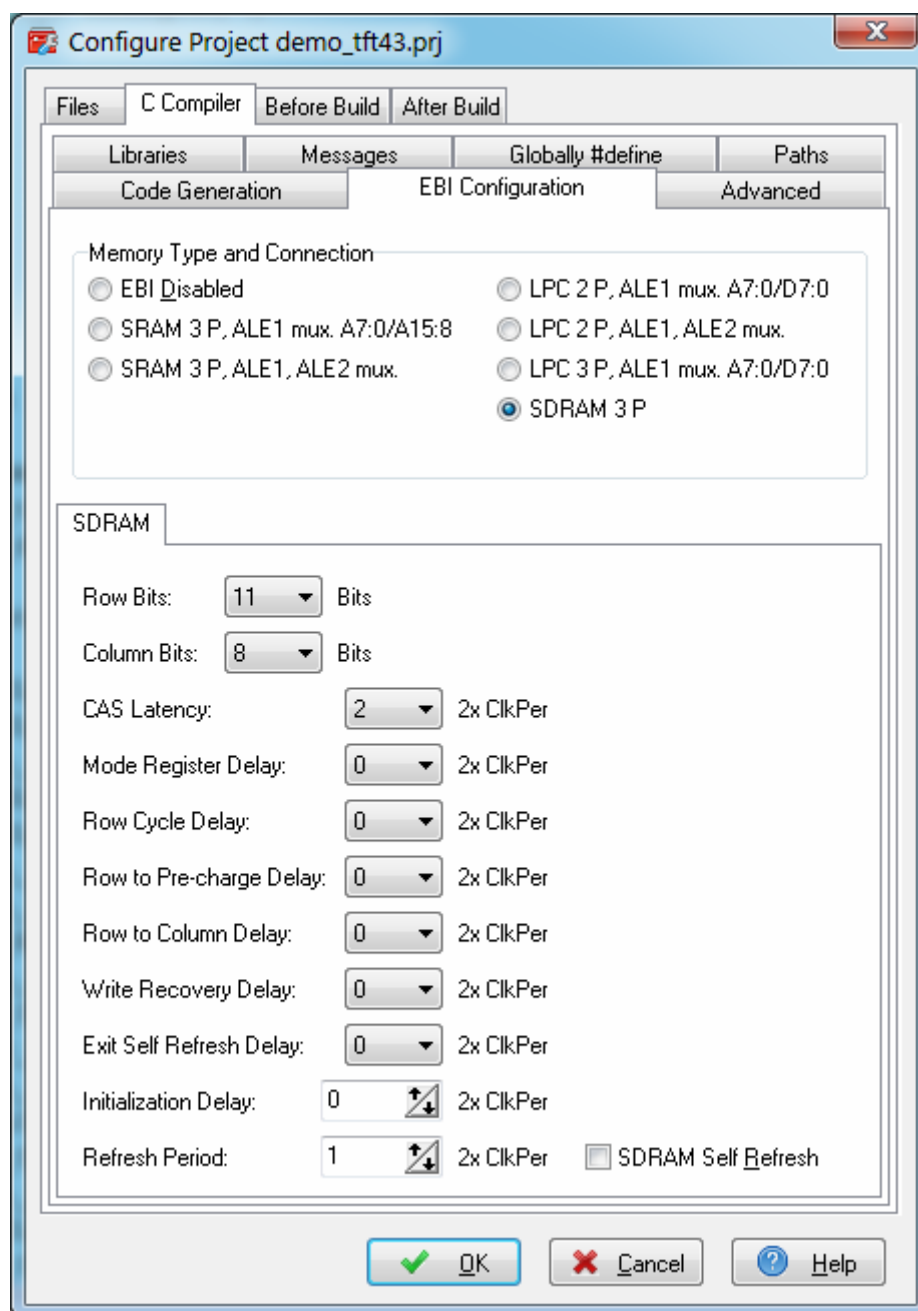 Configure Project demo_tft43.prj
Files C Compiler Before Build After Build
Libraries Messages Globally #define Paths
Code Generation EBI Configuration Advanced
Memory Type and Connection
EBI Disabled LPC 2 P, ALE1 mux. A7:0/D7:0
SRAM 3 P, ALE1 mux. A7:0/A15:8 LPC 2 P, ALE1, ALE2 mux.
SRAM 3 P, ALE1, ALE2 mux. LPC 3 P, ALE1 mux. A7:0/D7:0
SDRAM 3 P
SDRAM
Row Bits: 11 Bits
Column Bits: 8 Bits
CAS Latency: 2 2x ClkPer
Mode Register Delay: 0 2x ClkPer
Row Cycle Delay: 0 2x ClkPer
Row to Pre-charge Delay: 0 2x ClkPer
Row to Column Delay: 0 2x ClkPer
Write Recovery Delay: 0 2x ClkPer
Exit Self Refresh Delay: 0 2x ClkPer
Initialization Delay: 0 2x ClkPer
Refresh Period: 1 2x ClkPer SDRAM Self Refresh
OK Cancel Help